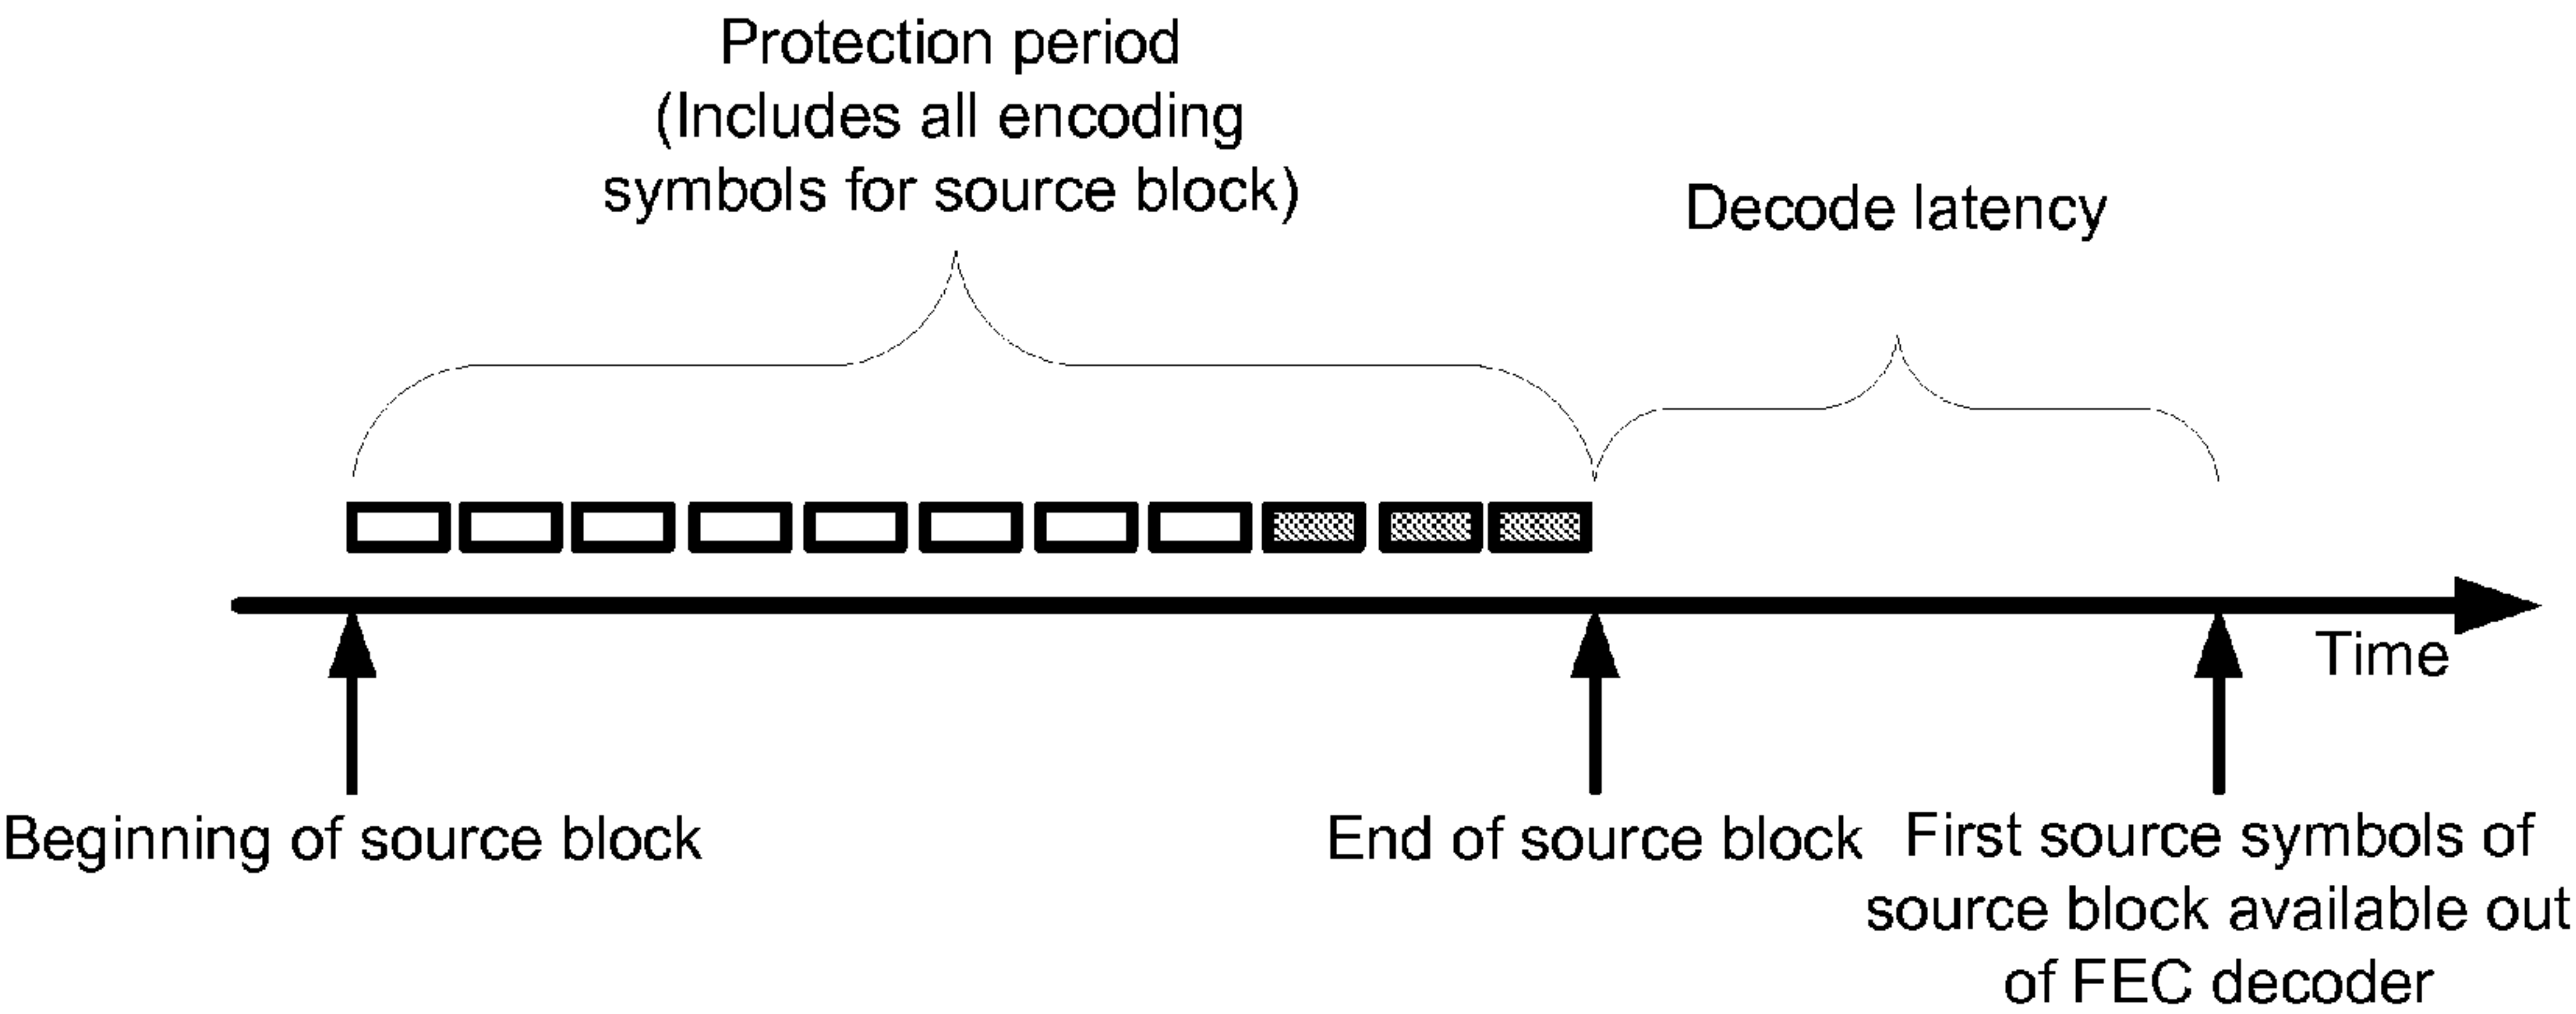 Protection period
(Includes all encoding
symbols for source block)
Decode latency
Time
Beginning of source block
End of source block
First source symbols of
source block available out
of FEC decoder